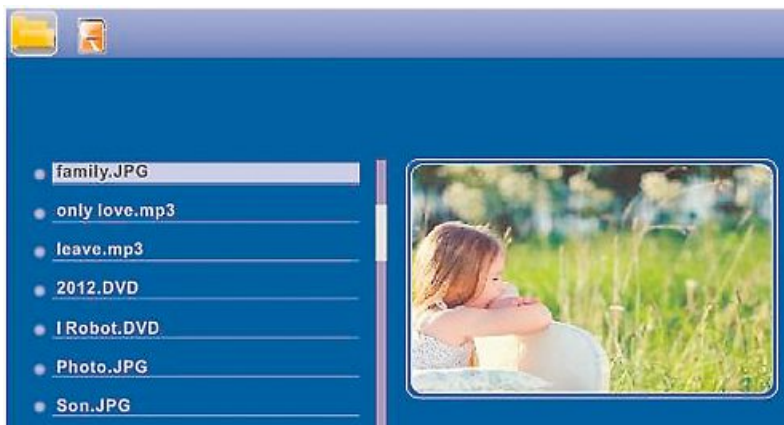 family.JPG
only love.mp3
leave.mp3
2012.DVD
I Robot.DVD
Photo.JPG
Son.JPG